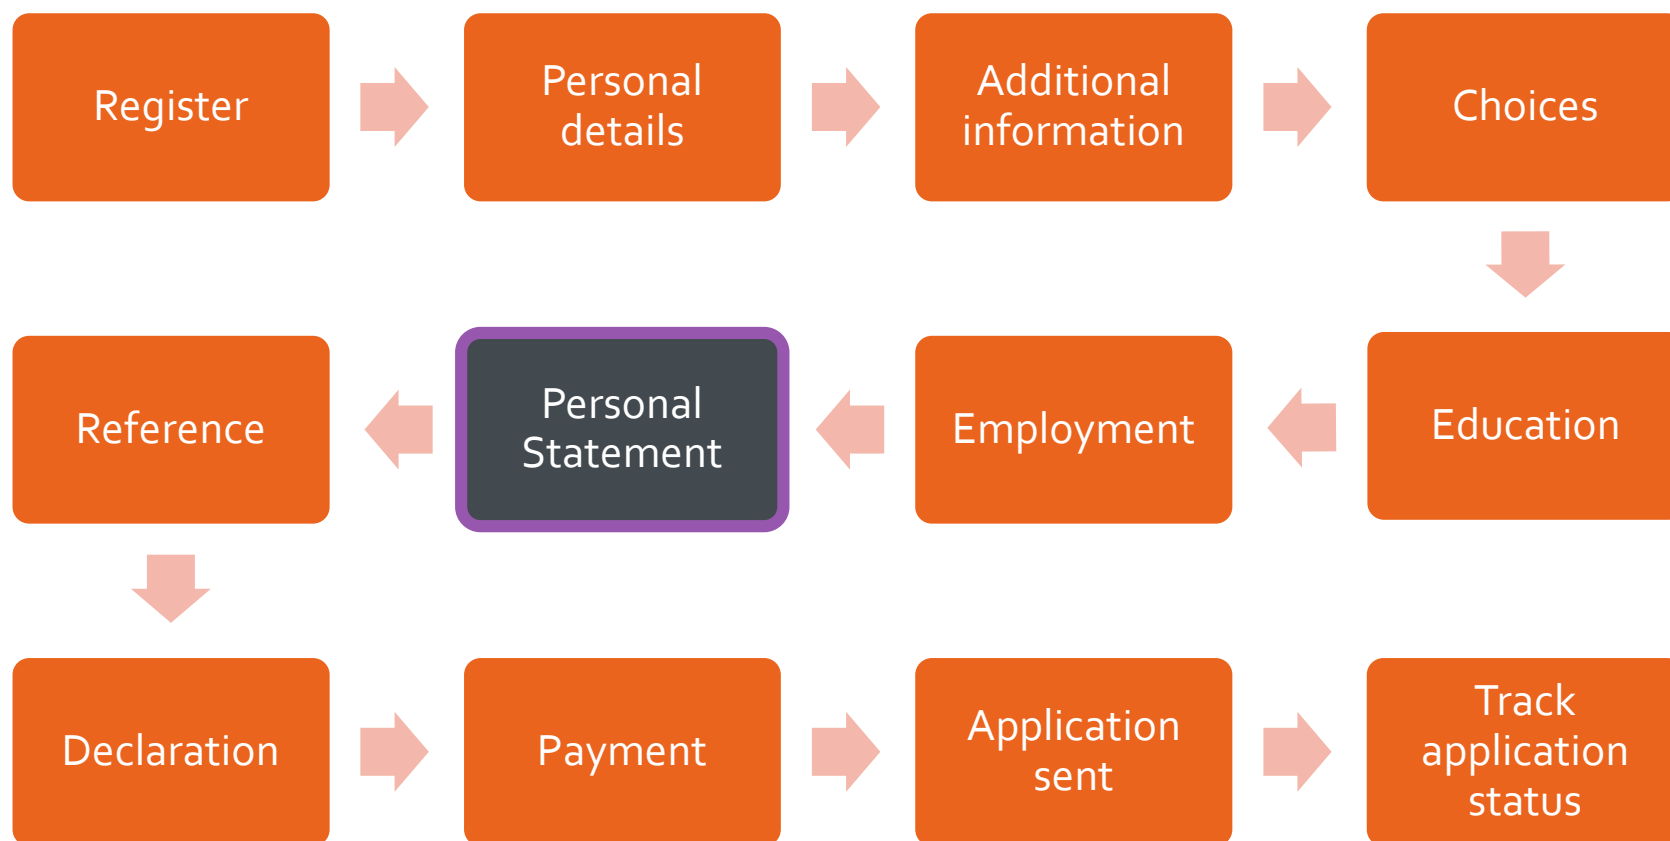 Register
Personal
details
Additional
information
Choices
Education
Employment
Personal
Statement
Reference
Declaration
Payment
Application
sent
Track
application
status